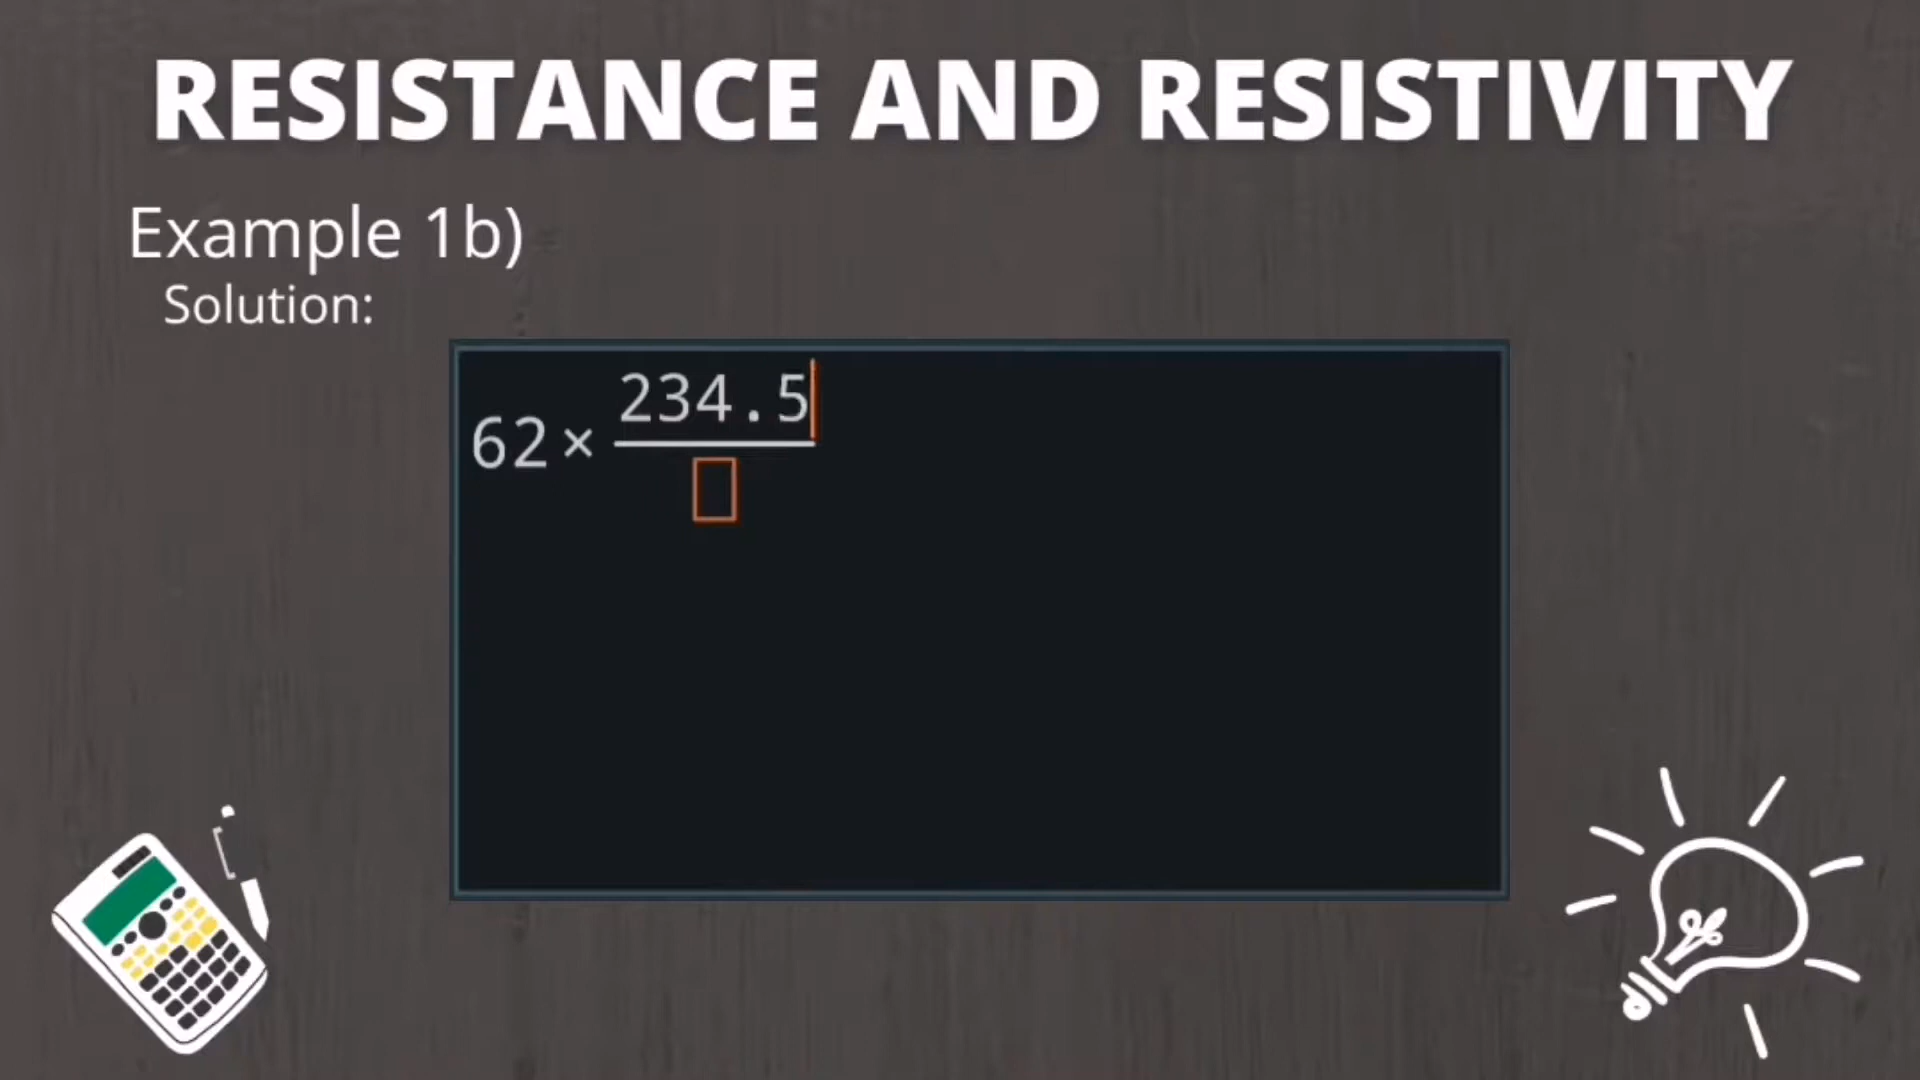 RESISTANCE AND RESISTIVITY
Example 1b)
Solution:
62 × 234.5/□